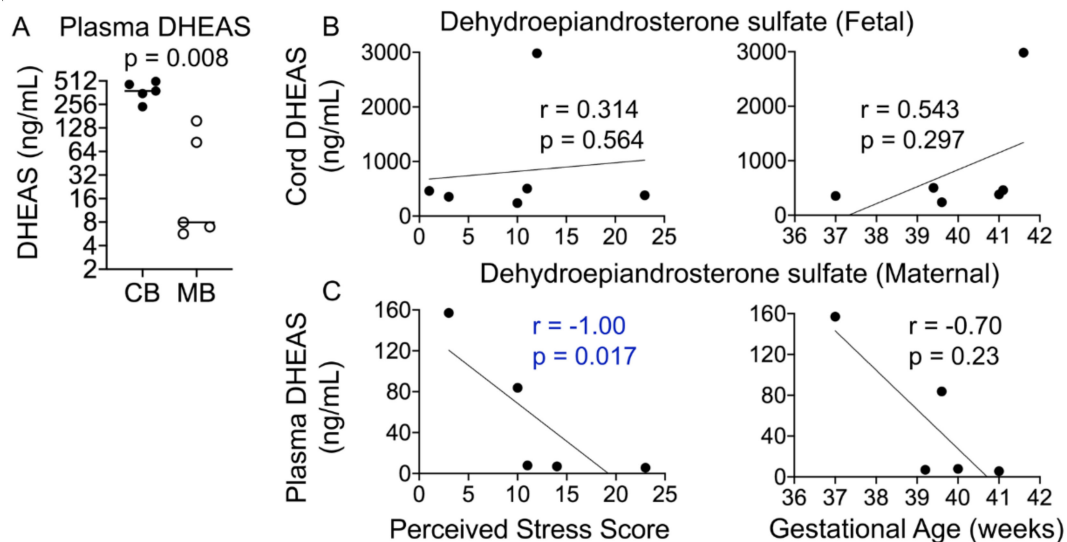 A
Plasma DHEAS
p = 0.008
DHEAS (ng/mL)
512
256
128
64
32
16
8
4
2
CB MB
B
Dehydroepiandrosterone sulfate (Fetal)
Cord DHEAS
(ng/mL)
3000
2000
1000
0
r = 0.314
p = 0.564
0 5 10 15 20 25
3000
2000
1000
0
r = 0.543
p = 0.297
36 37 38 39 40 41 42
C
Dehydroepiandrosterone sulfate (Maternal)
Plasma DHEAS
(ng/mL)
160
120
80
40
0
r = -1.00
p = 0.017
0 5 10 15 20 25
Perceived Stress Score
160
120
80
40
0
r = -0.70
p = 0.23
36 37 38 39 40 41 42
Gestational Age (weeks)